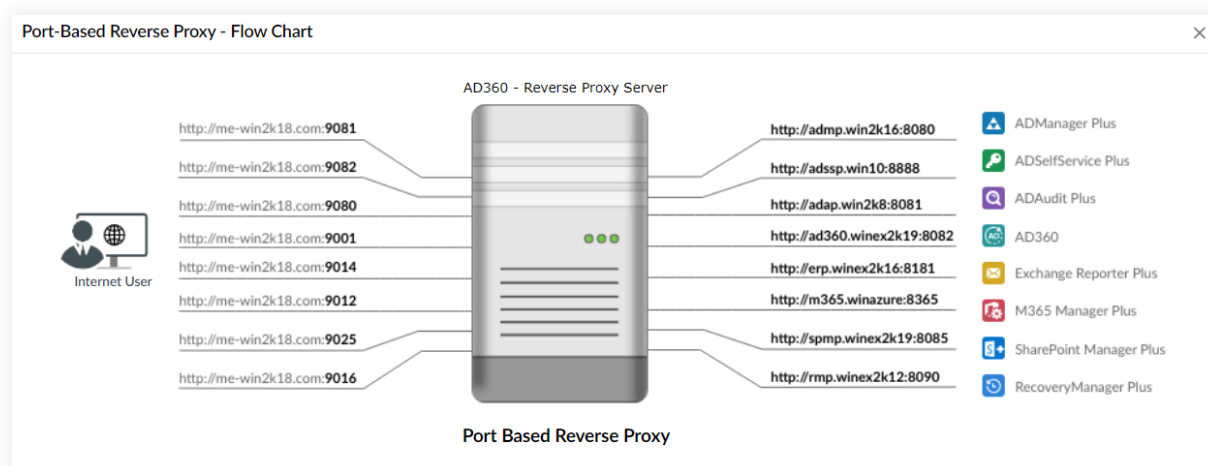 Port-Based Reverse Proxy - Flow Chart
AD360 - Reverse Proxy Server
http://me-win2k18.com:9081
http://me-win2k18.com:9082
http://me-win2k18.com:9080
http://me-win2k18.com:9001
http://me-win2k18.com:9014
http://me-win2k18.com:9012
http://me-win2k18.com:9025
http://me-win2k18.com:9016
Internet User
http://admp.win2k16:8080
http://adssp.win10:8888
http://adap.win2k8:8081
http://ad360.winex2k19:8082
http://erp.winex2k16:8181
http://m365.winazure:8365
http://spmp.winex2k19:8085
http://rmp.winex2k12:8090
ADManager Plus
ADSelfService Plus
ADAudit Plus
AD360
Exchange Reporter Plus
M365 Manager Plus
SharePoint Manager Plus
RecoveryManager Plus
Port Based Reverse Proxy